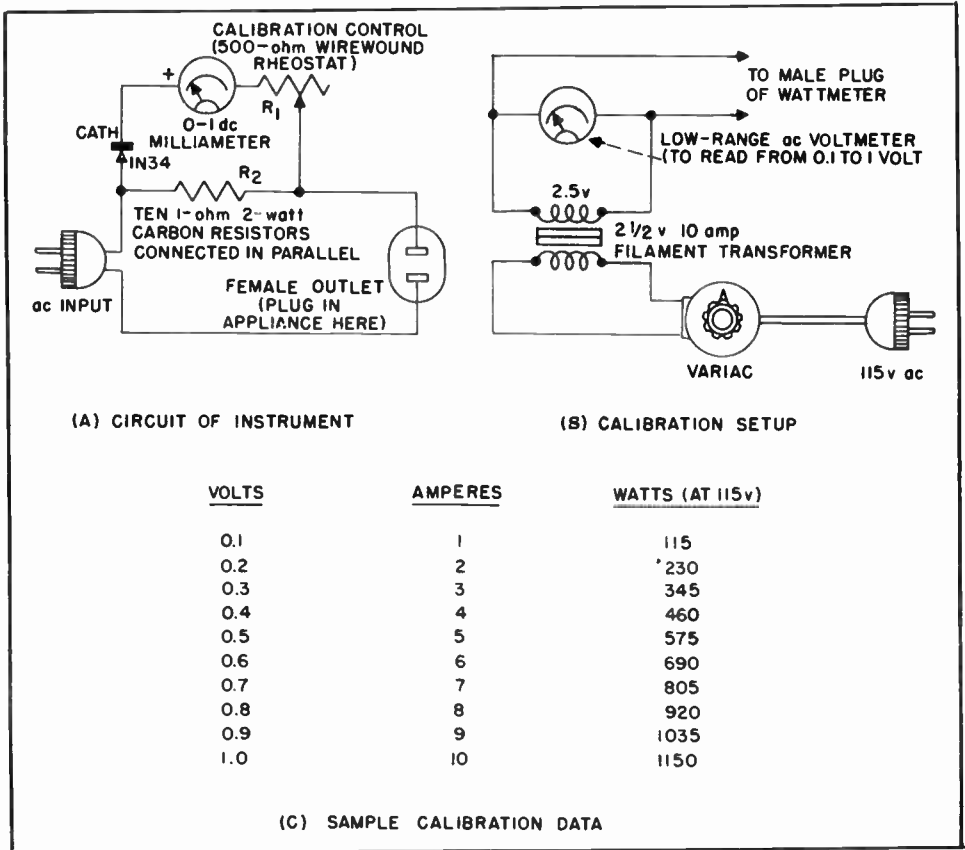 CALIBRATION CONTROL
(500-ohm WIREWOUND
RHEOSTAT)
+
R1
0-1 dc
MILLIAMETER
CATH
IN34
R2
TEN 1-ohm 2-watt
CARBON RESISTORS
CONNECTED IN PARALLEL
ac INPUT
FEMALE OUTLET
(PLUG IN
APPLIANCE HERE)
(A) CIRCUIT OF INSTRUMENT
TO MALE PLUG
OF WATTMETER
LOW-RANGE ac VOLTMETER
(TO READ FROM 0.1 TO 1 VOLT
2.5v
2 1/2 v 10 amp
FILAMENT TRANSFORMER
VARIAC
115v ac
(B) CALIBRATION SETUP
VOLTS AMPERES WATTS (AT 115v)
0.1 1 115
0.2 2 230
0.3 3 345
0.4 4 460
0.5 5 575
0.6 6 690
0.7 7 805
0.8 8 920
0.9 9 1035
1.0 10 1150
(C) SAMPLE CALIBRATION DATA